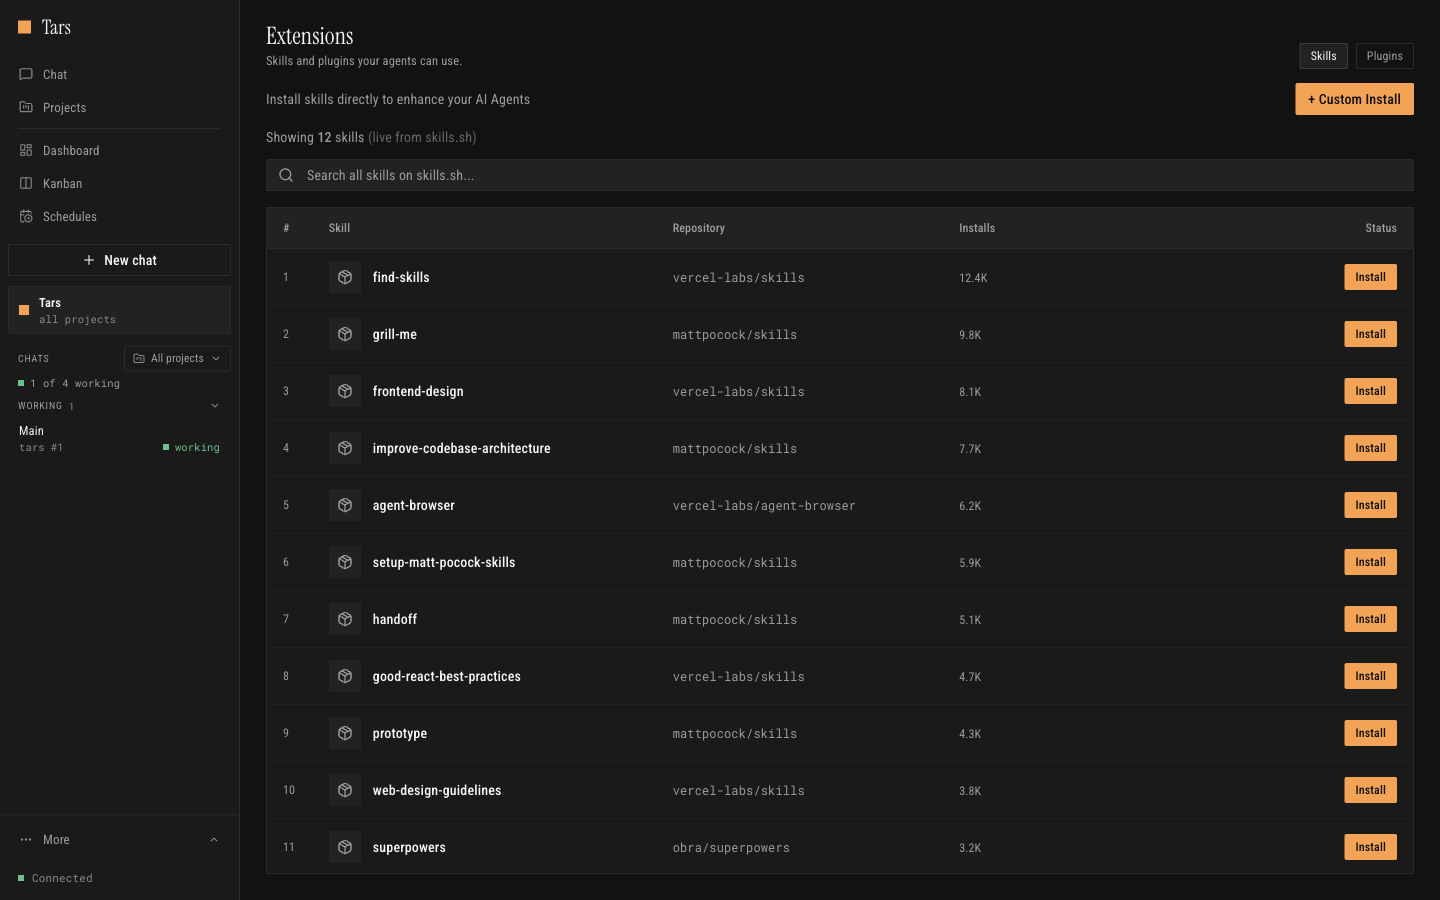 Tars
Chat
Projects
Dashboard
Kanban
Schedules
New chat
Tars
all projects
CHATS
All projects
1 of 4 working
WORKING 1
Main
tars #1
working
More
Connected
Extensions
Skills and plugins your agents can use.
Skills
Plugins
Install skills directly to enhance your AI Agents
+ Custom Install
Showing 12 skills (live from skills.sh)
Search all skills on skills.sh...
# Skill Repository Installs Status
1 find-skills vercel-labs/skills 12.4K Install
2 grill-me mattpocock/skills 9.8K Install
3 frontend-design vercel-labs/skills 8.1K Install
4 improve-codebase-architecture mattpocock/skills 7.7K Install
5 agent-browser vercel-labs/agent-browser 6.2K Install
6 setup-matt-pocock-skills mattpocock/skills 5.9K Install
7 handoff mattpocock/skills 5.1K Install
8 good-react-best-practices vercel-labs/skills 4.7K Install
9 prototype mattpocock/skills 4.3K Install
10 web-design-guidelines vercel-labs/skills 3.8K Install
11 superpowers obra/superpowers 3.2K Install